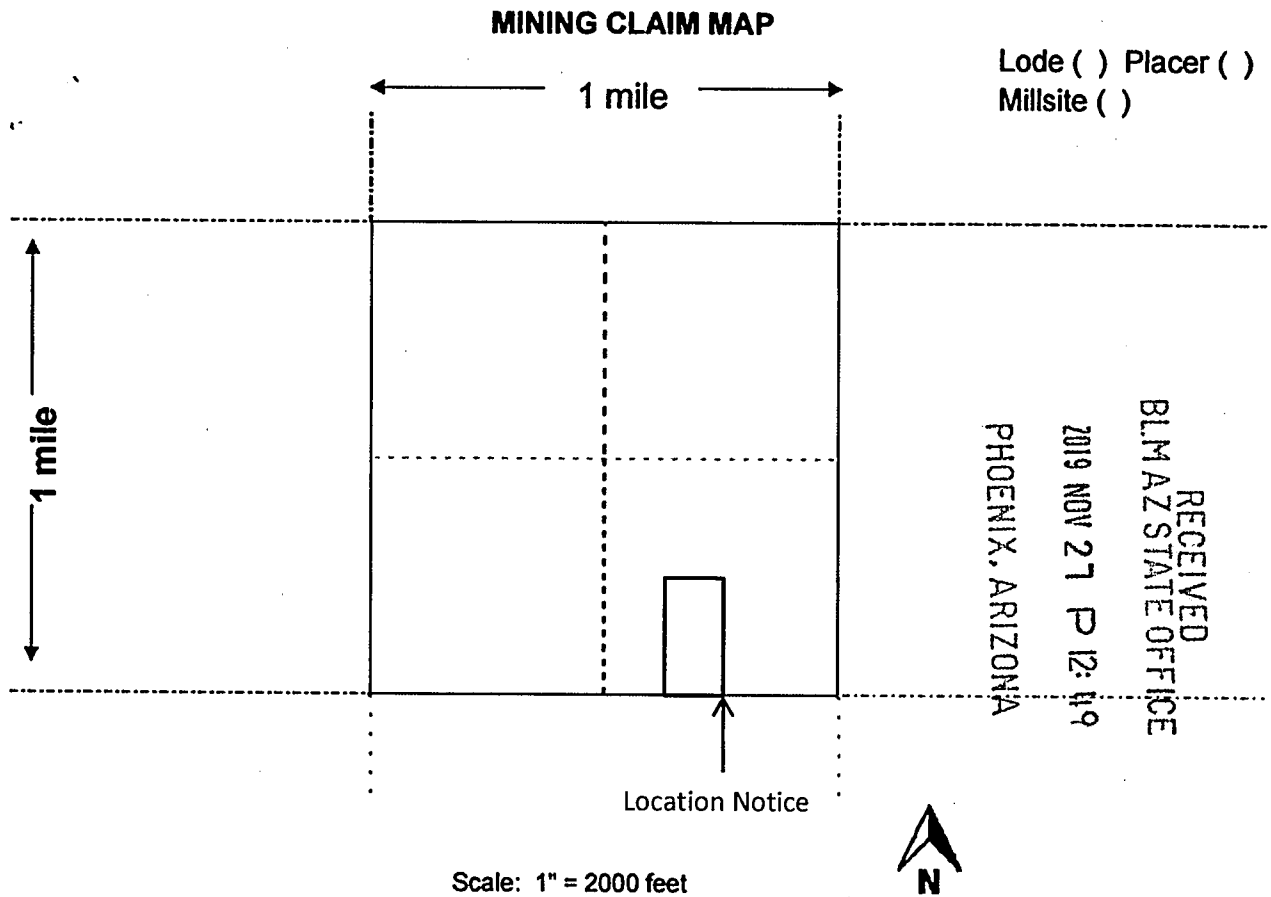 MINING CLAIM MAP
Lode ( ) Placer ( )
Millsite ( )
1 mile
1 mile
RECEIVED
BLM AZ STATE OFFICE
2019 NOV 27 P 12:
PHOENIX, ARIZONA
Location Notice
Scale: 1" = 2000 feet
N